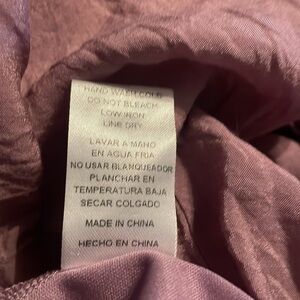 HAND WASH COLD
DO NOT BLEACH
LOW IRON
LINE DRY
LAVAR A MANO
EN AGUA FRIA
NO USAR BLANQUEADOR
PLANCHAR EN
TEMPERATURA BAJA
SECAR COLGADO
MADE IN CHINA
HECHO EN CHINA